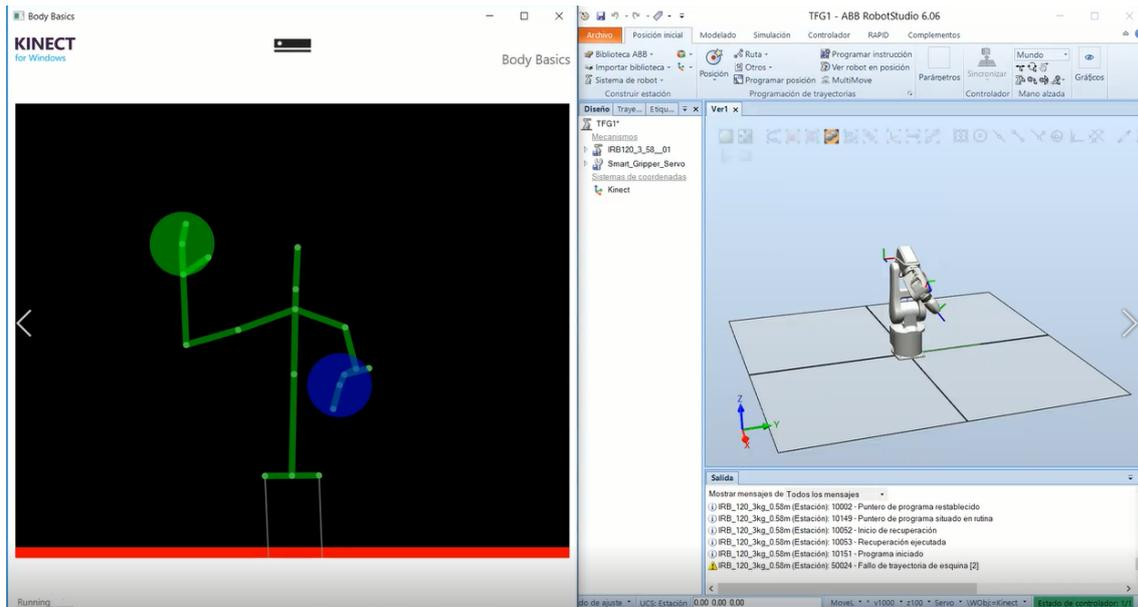 Body Basics
KINECT
for Windows
Body Basics
Running
TFG1 - ABB RobotStudio 6.06
Archivo Posición inicial Modelado Simulación Controlador RAPID Complementos
Biblioteca ABB
Importar biblioteca
Sistema de robot
Construir estación
Posición
Ruta
Otros
Programar posición
Programar instrucción
Ver robot en posición
MultiMove
Programación de trayectorias
Parámetros
Sincronizar
Controlador
Mundo
Mano alzada
Gráficos
Diseño Traye... Etiqu...
TFG1*
Mecanismos
IRB120_3_58__01
Smart_Gripper_Servo
Sistemas de coordenadas
Kinect
Ver1
Z
Y
X
Salida
Mostrar mensajes de Todos los mensajes
IRB_120_3kg_0.58m (Estación): 10002 - Puntero de programa restablecido
IRB_120_3kg_0.58m (Estación): 10149 - Puntero de programa situado en rutina
IRB_120_3kg_0.58m (Estación): 10052 - Inicio de recuperación
IRB_120_3kg_0.58m (Estación): 10053 - Recuperación ejecutada
IRB_120_3kg_0.58m (Estación): 10151 - Programa iniciado
IRB_120_3kg_0.58m (Estación): 50024 - Fallo de trayectoria de esquina [2]
do de ajuste UCS: Estación 0.00 0.00 0.00 MoveL * * v1000 z100 Servo \WObj:=Kinect Estado de controlador: 1/1